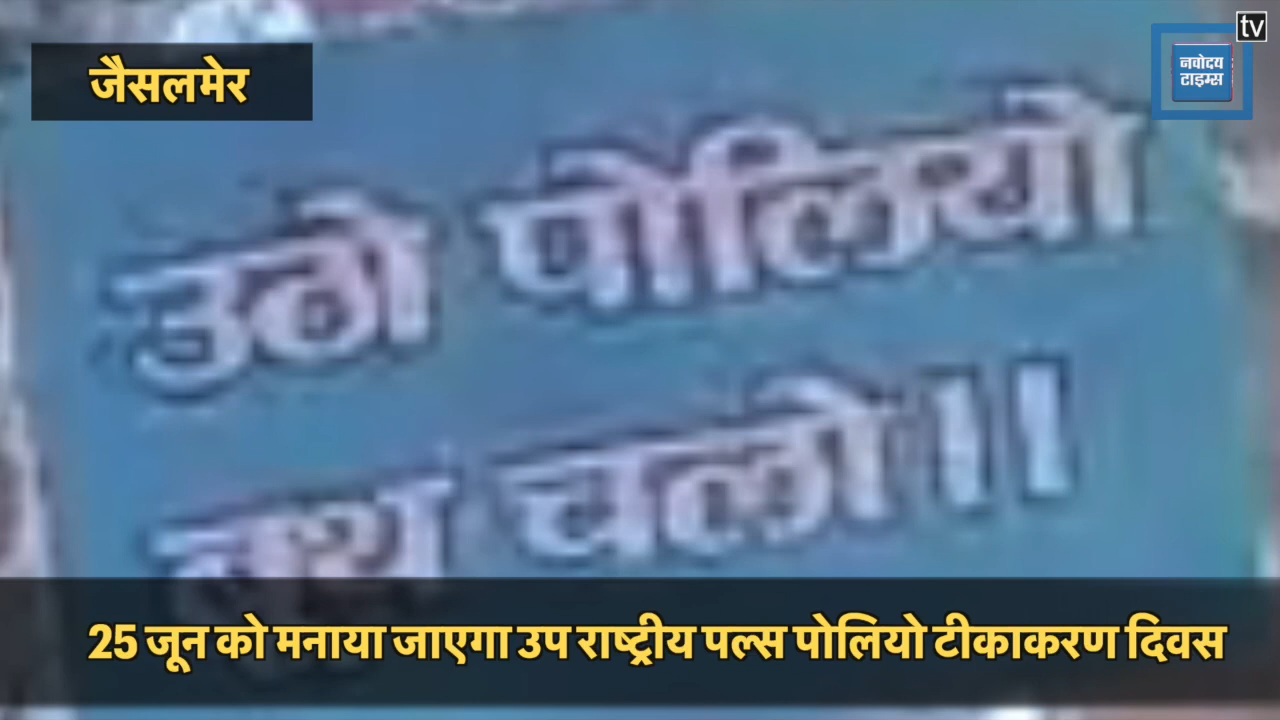 tv
नवोदय
टाइम्स
जैसलमेर
उठो पोलियो
चलो।।
25 जून को मनाया जाएगा उप राष्ट्रीय पल्स पोलियो टीकाकरण दिवस